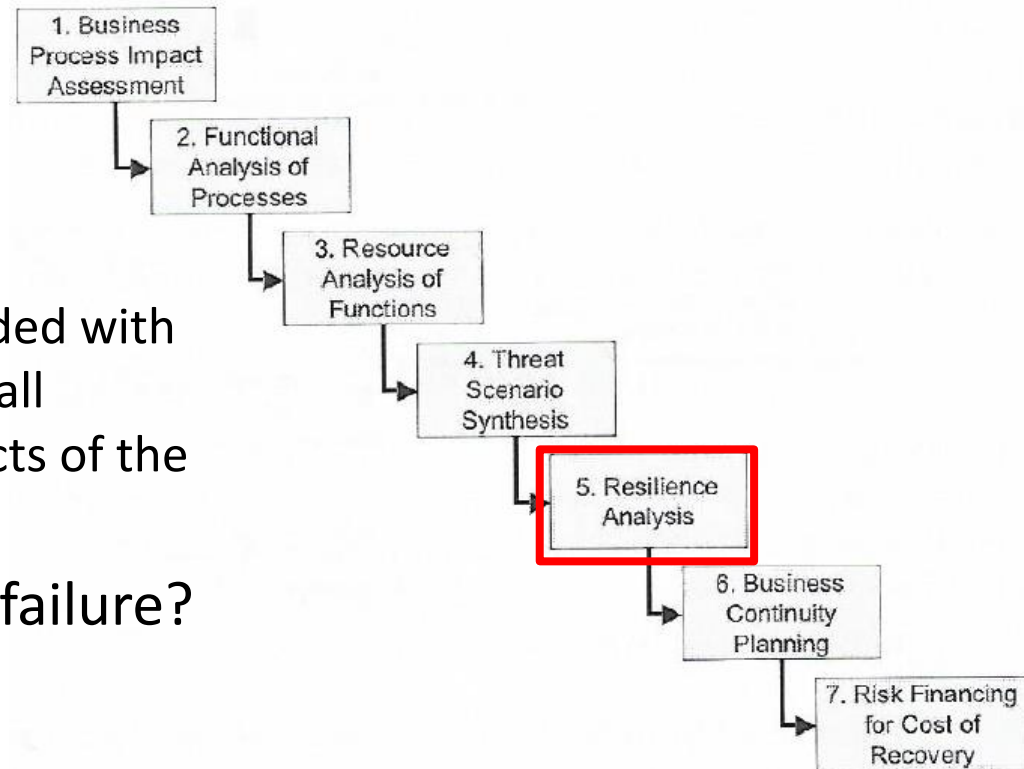 1. Business
Process Impact
Assessment
2. Functional
Analysis of
Processes
3. Resource
Analysis of
Functions
ded with
all
cts of the
failure?
4. Threat
Scenario
Synthesis
5. Resilience
Analysis
6. Business
Continuity
Planning
7. Risk Financing
for Cost of
Recovery